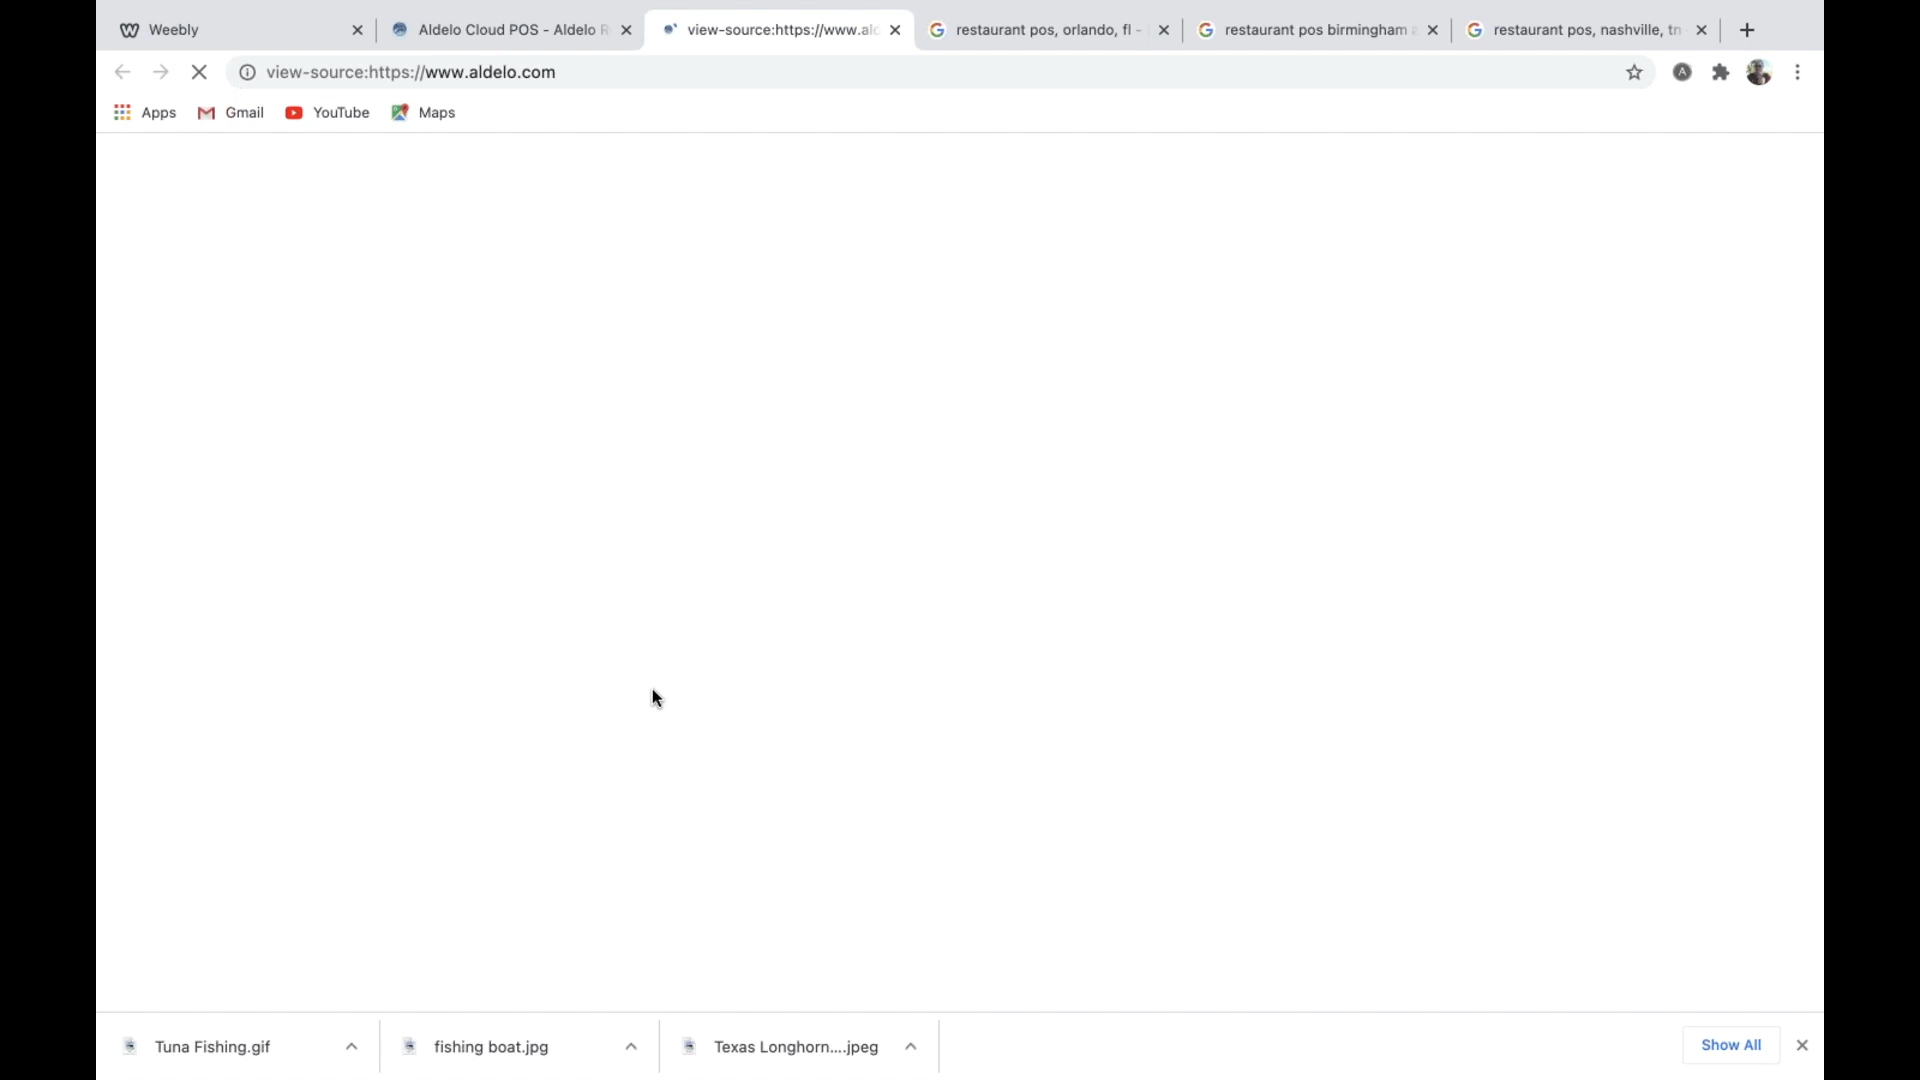 Weebly
Aldelo Cloud POS - Aldelo R
view-source:https://www.ald
restaurant pos, orlando, fl -
restaurant pos birmingham a
restaurant pos, nashville, tn
view-source:https://www.aldelo.com
A
Apps
Gmail
YouTube
Maps
Tuna Fishing.gif
fishing boat.jpg
Texas Longhorn....jpeg
Show All